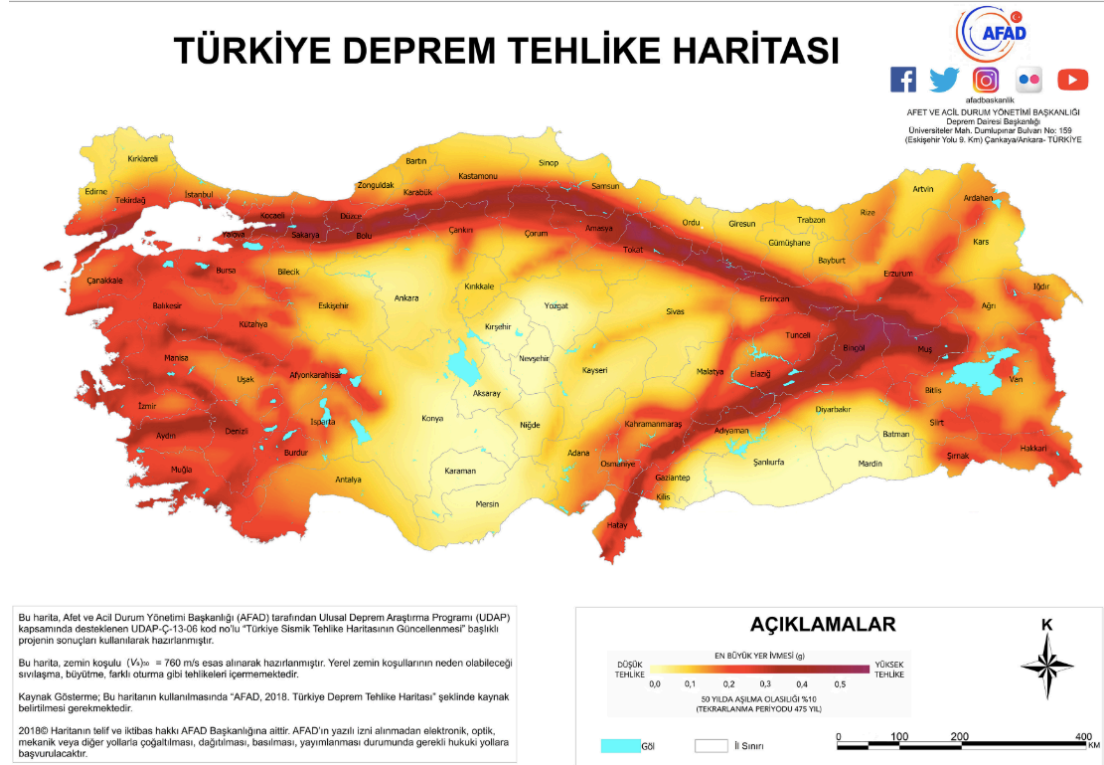 TÜRKİYE DEPREM TEHLİKE HARİTASI
AFAD
afadbaskanlik
AFET VE ACİL DURUM YÖNETİMİ BAŞKANLIĞI
Deprem Dairesi Başkanlığı
Üniversiteler Mah. Dumlupınar Bulvarı No: 159
(Eskişehir Yolu 9. Km) Çankaya/Ankara- TÜRKİYE
Kırklareli
Edirne
Tekirdağ
İstanbul
Kocaeli
Yalova
Sakarya
Düzce
Bolu
Zonguldak
Bartın
Karabük
Kastamonu
Sinop
Samsun
Çankırı
Çorum
Amasya
Tokat
Ordu
Giresun
Trabzon
Gümüşhane
Bayburt
Rize
Artvin
Ardahan
Kars
Erzurum
Iğdır
Ağrı
Çanakkale
Balıkesir
Bursa
Bilecik
Eskişehir
Kütahya
Ankara
Kırıkkale
Yozgat
Kırşehir
Nevşehir
Sivas
Kayseri
Erzincan
Tunceli
Bingöl
Muş
Elazığ
Malatya
Bitlis
Van
Manisa
Uşak
Afyonkarahisar
İzmir
Aydın
Denizli
Isparta
Burdur
Muğla
Antalya
Konya
Aksaray
Niğde
Karaman
Mersin
Adana
Kahramanmaraş
Osmaniye
Gaziantep
Kilis
Hatay
Adıyaman
Şanlıurfa
Diyarbakır
Batman
Mardin
Siirt
Şırnak
Hakkari
Bu harita, Afet ve Acil Durum Yönetimi Başkanlığı (AFAD) tarafından Ulusal Deprem Araştırma Programı (UDAP)
kapsamında desteklenen UDAP-Ç-13-06 kod no'lu "Türkiye Sismik Tehlike Haritasının Güncellenmesi" başlıklı
projenin sonuçları kullanılarak hazırlanmıştır.
Bu harita, zemin koşulu (Vs)30 = 760 m/s esas alınarak hazırlanmıştır. Yerel zemin koşullarının neden olabileceği
sıvılaşma, büyütme, farklı oturma gibi tehlikeleri içermemektedir.
Kaynak Gösterme; Bu haritanın kullanılmasında "AFAD, 2018. Türkiye Deprem Tehlike Haritası" şeklinde kaynak
belirtilmesi gerekmektedir.
2018© Haritanın telif ve iktibas hakkı AFAD Başkanlığına aittir. AFAD'ın yazılı izni alınmadan elektronik, optik,
mekanik veya diğer yollarla çoğaltılması, dağıtılması, basılması, yayımlanması durumunda gerekli hukuki yollara
başvurulacaktır.
AÇIKLAMALAR
EN BÜYÜK YER İVMESİ (g)
DÜŞÜK TEHLİKE
YÜKSEK TEHLİKE
0,0 0,1 0,2 0,3 0,4 0,5
50 YILDA AŞILMA OLASILIĞI %10
(TEKRARLANMA PERİYODU 475 YIL)
Göl
İl Sınırı
K
0 100 200 400
KM